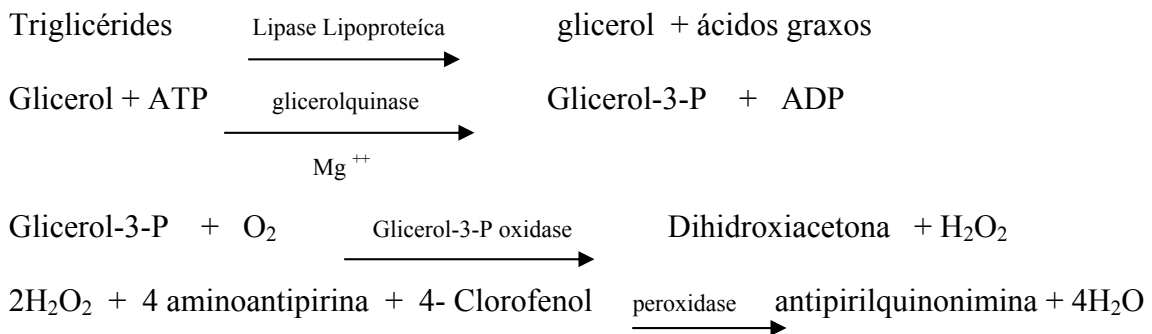 Triglicérides Lipase Lipoproteíca glicerol + ácidos graxos
Glicerol + ATP glicerolquinase Glicerol-3-P + ADP
Mg ++
Glicerol-3-P + O₂ Glicerol-3-P oxidase Dihidroxiacetona + H₂O₂
2H₂O₂ + 4 aminoantipirina + 4- Clorofenol peroxidase antipirilquinonimina + 4H₂O